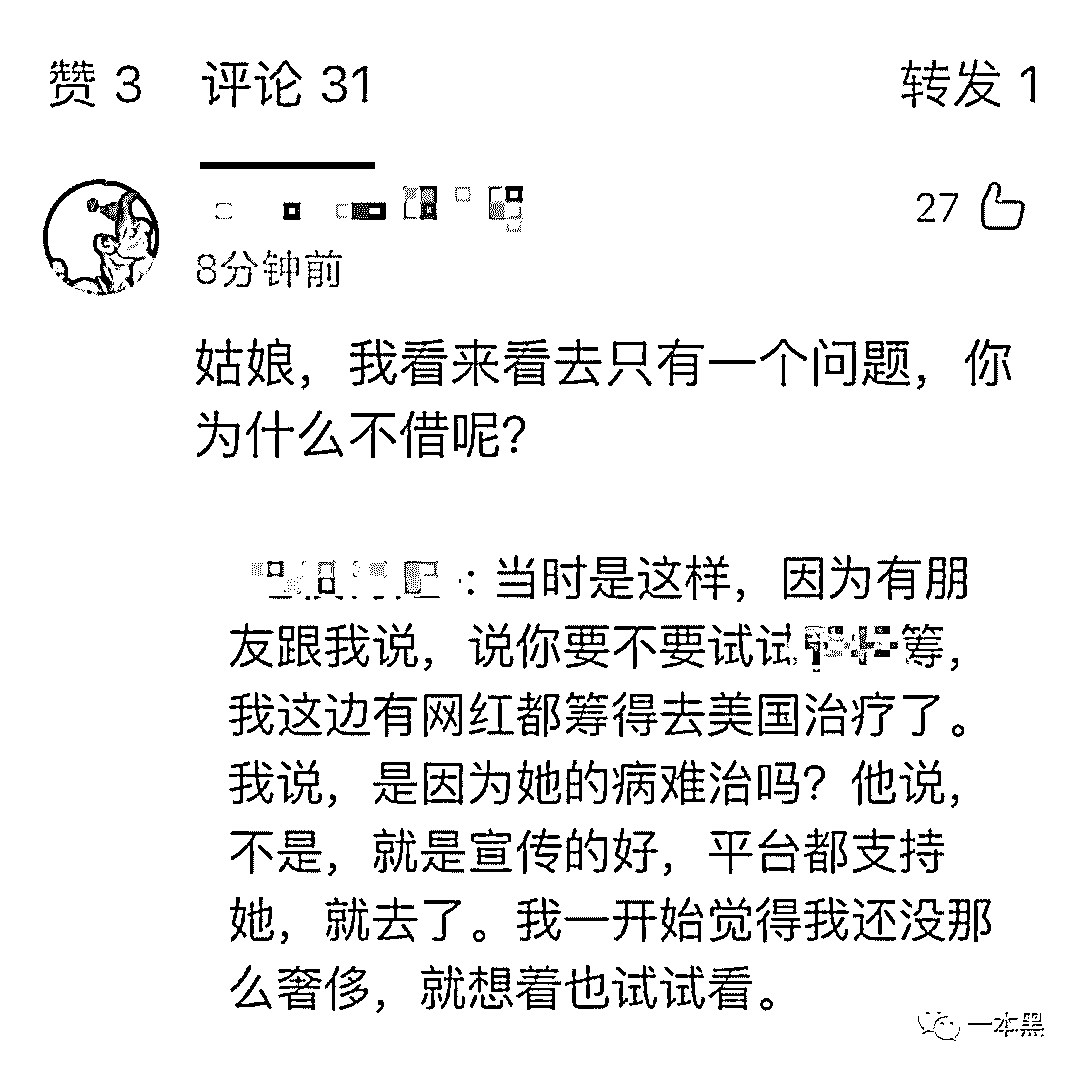 赞 3 评论 31 转发 1
27
8分钟前
姑娘，我看来看去只有一个问题，你
为什么不借呢？
：当时是这样，因为有朋
友跟我说，说你要不要试试筹，
我这边有网红都筹得去美国治疗了。
我说，是因为她的病难治吗？他说，
不是，就是宣传的好，平台都支持
她，就去了。我一开始觉得我还没那
么奢侈，就想着也试试看。
一本黑